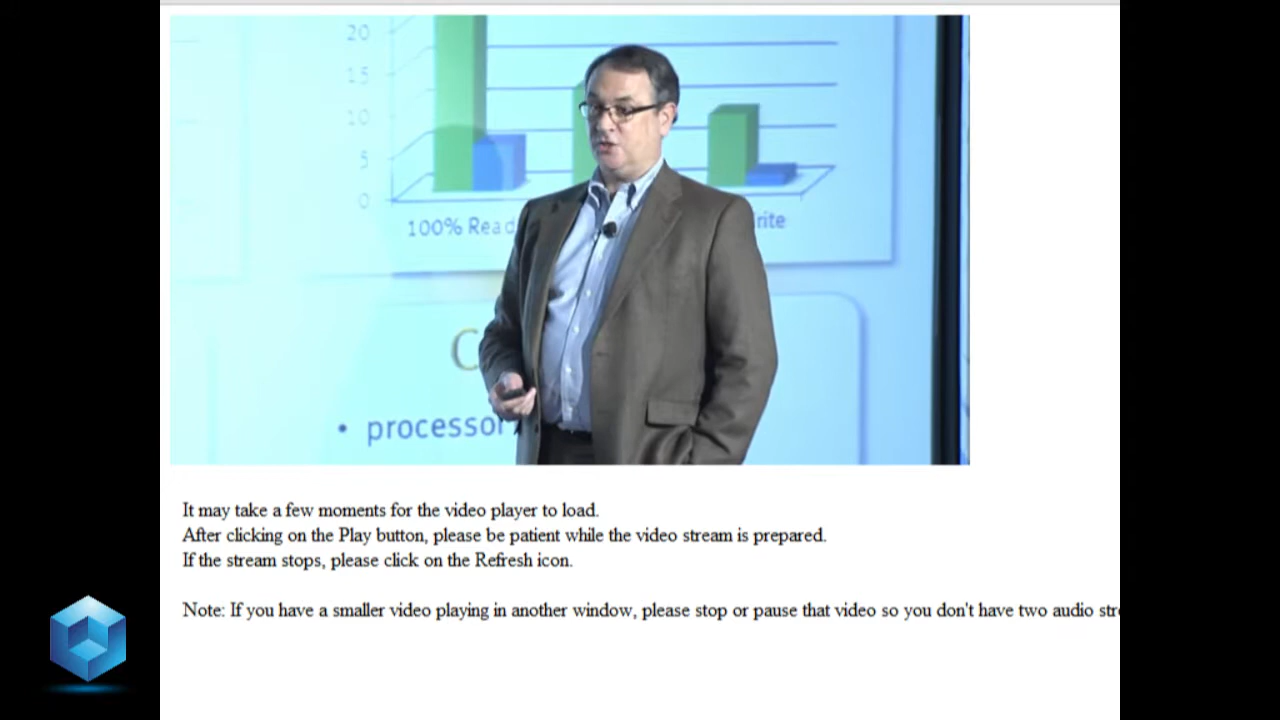 20
15
10
5
0
100% Read
rite
C
• processor
It may take a few moments for the video player to load.
After clicking on the Play button, please be patient while the video stream is prepared.
If the stream stops, please click on the Refresh icon.
Note: If you have a smaller video playing in another window, please stop or pause that video so you don't have two audio stre